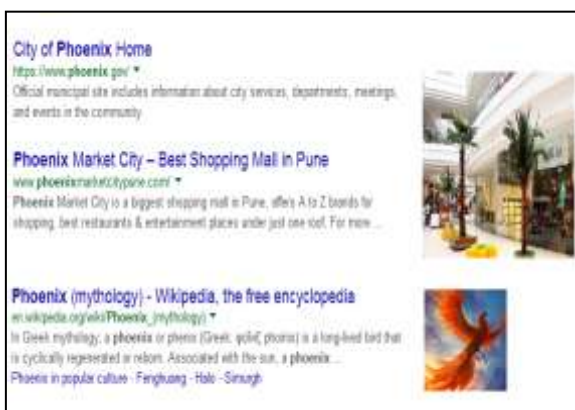 City of Phoenix Home
https://www.phoenix.gov/
Official municipal site includes information about city services, departments, meetings,
and events in the community.
Phoenix Market City – Best Shopping Mall in Pune
www.phoenixmarketcitypune.com/
Phoenix Market City is a biggest shopping mall in Pune, offers A to Z brands for
shopping, best restaurants & entertainment places under just one roof. For more ...
Phoenix (mythology) - Wikipedia, the free encyclopedia
en.wikipedia.org/wiki/Phoenix_(mythology)
In Greek mythology, a phoenix or phenix (Greek: φοῖνιξ phoinix) is a long-lived bird that
is cyclically regenerated or reborn. Associated with the sun, a phoenix ...
Phoenix in popular culture - Fenghuang - Halo - Simurgh